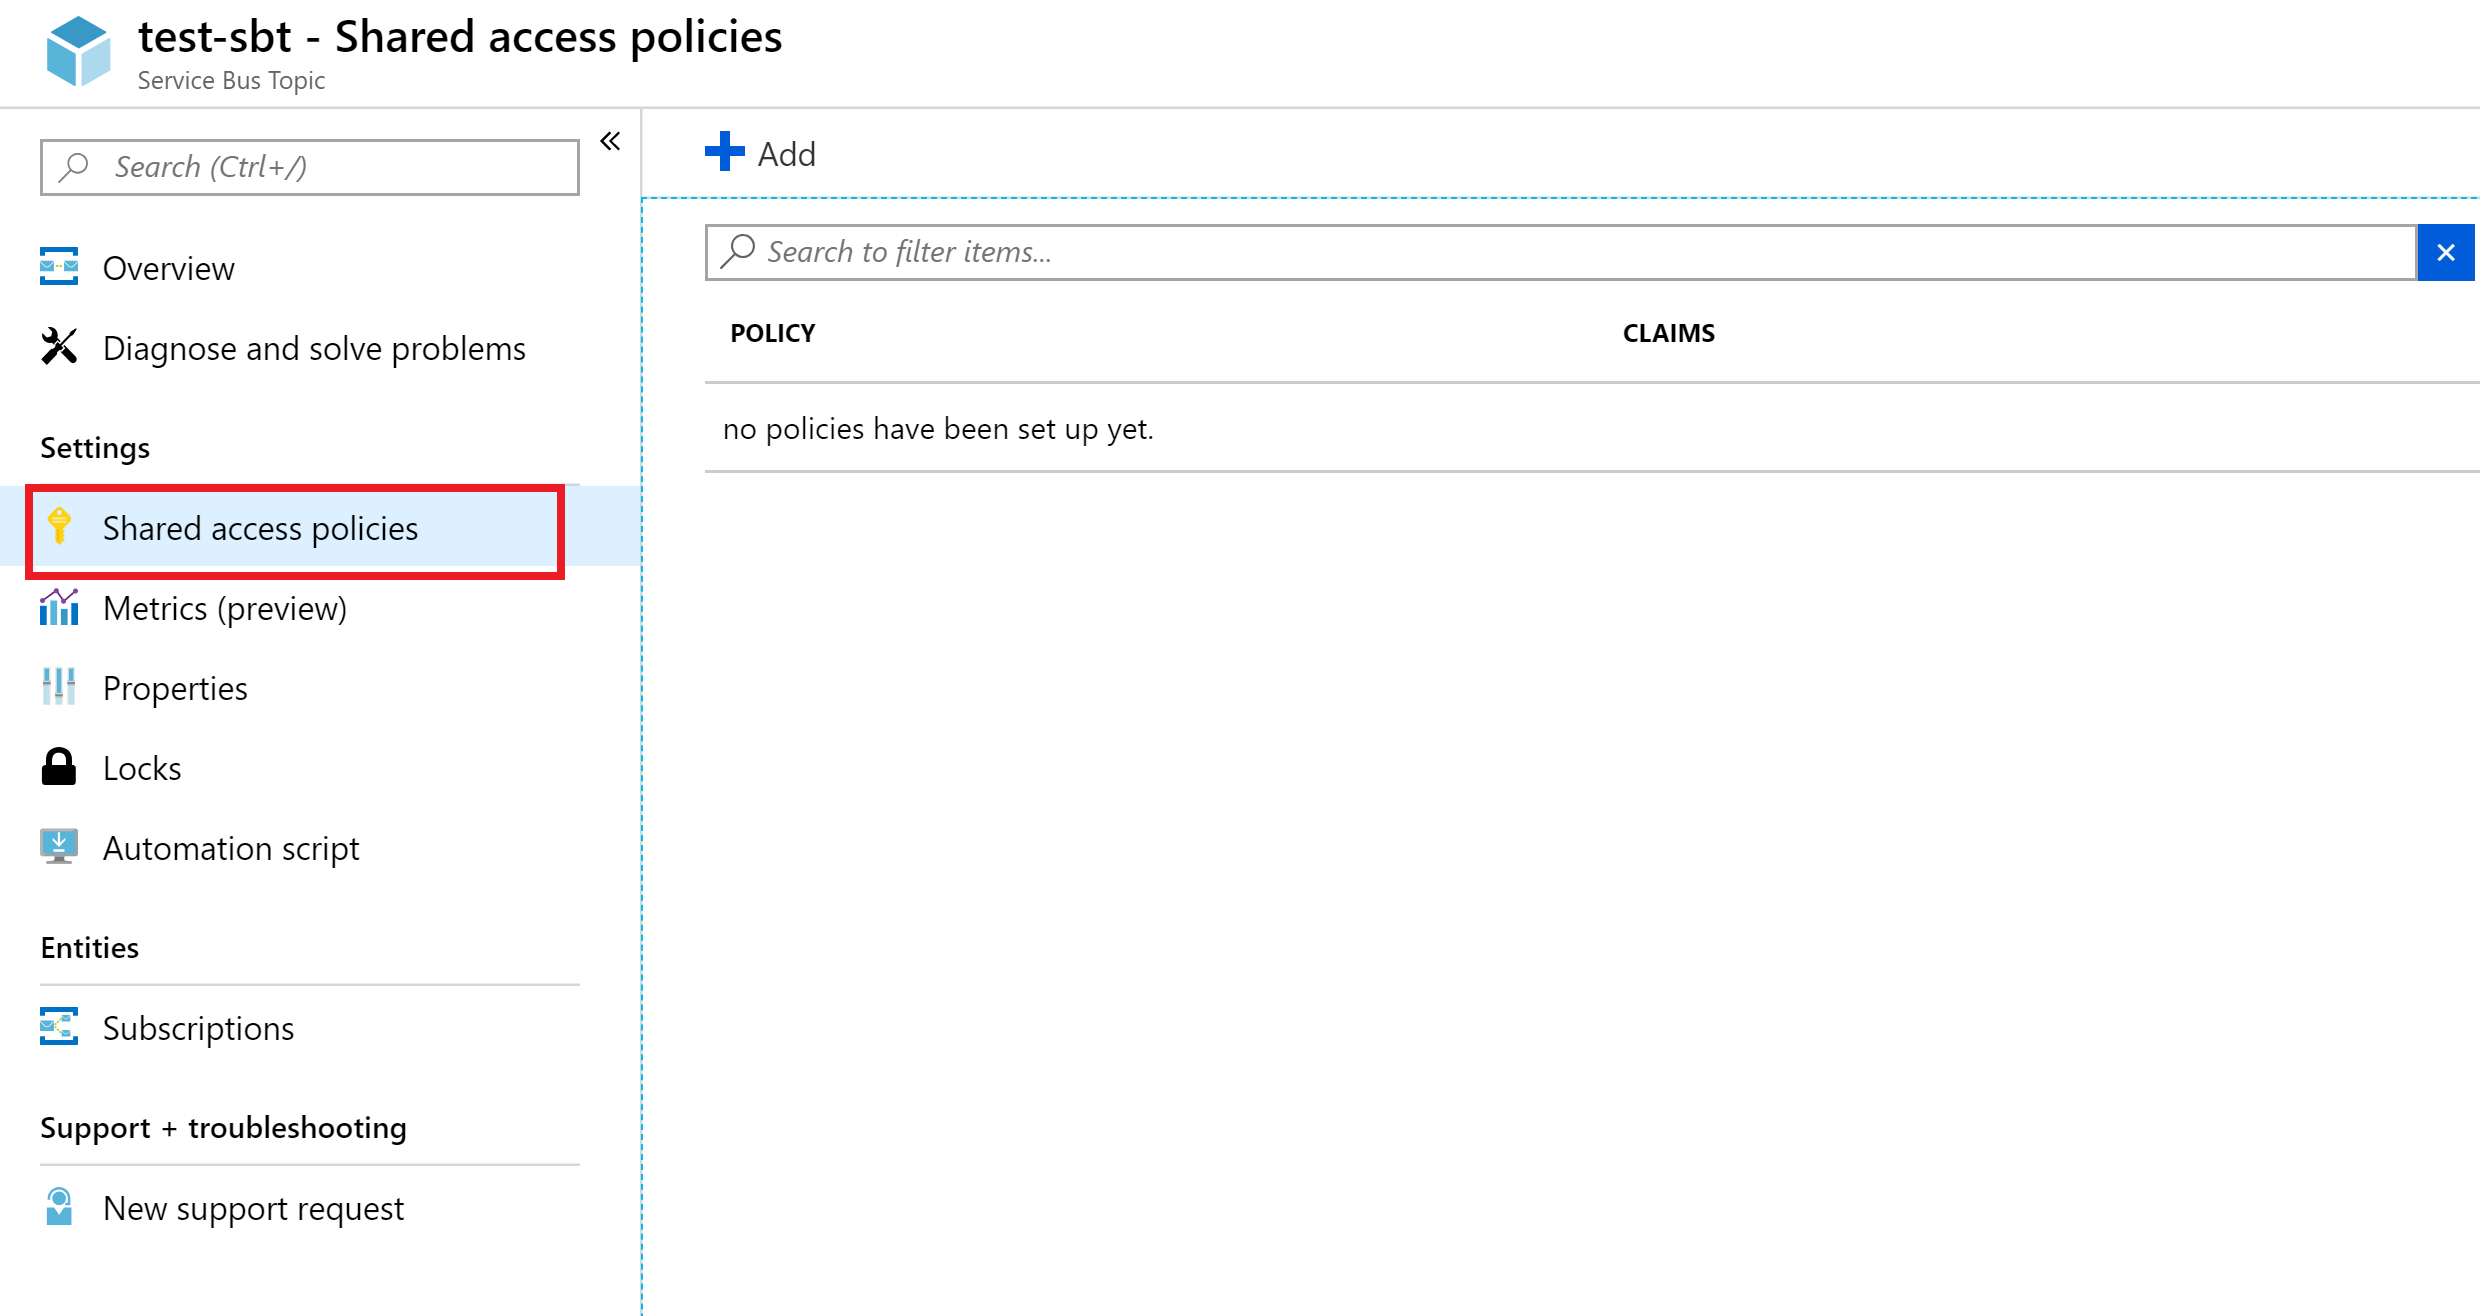 test-sbt - Shared access policies
Service Bus Topic
Search (Ctrl+/)
Overview
Diagnose and solve problems
Settings
Shared access policies
Metrics (preview)
Properties
Locks
Automation script
Entities
Subscriptions
Support + troubleshooting
New support request
Add
Search to filter items...
POLICY CLAIMS
no policies have been set up yet.